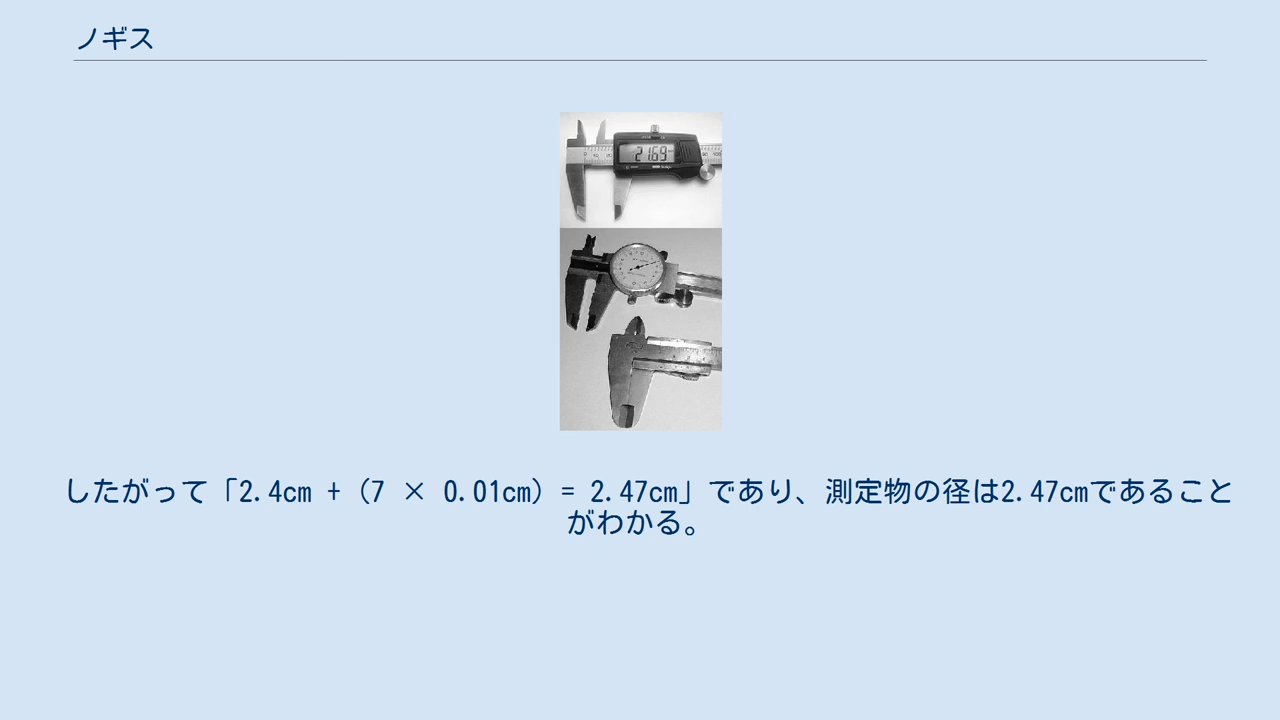 ノギス
21.69
したがって「2.4cm + (7 × 0.01cm) = 2.47cm」であり、測定物の径は2.47cmであること
がわかる。